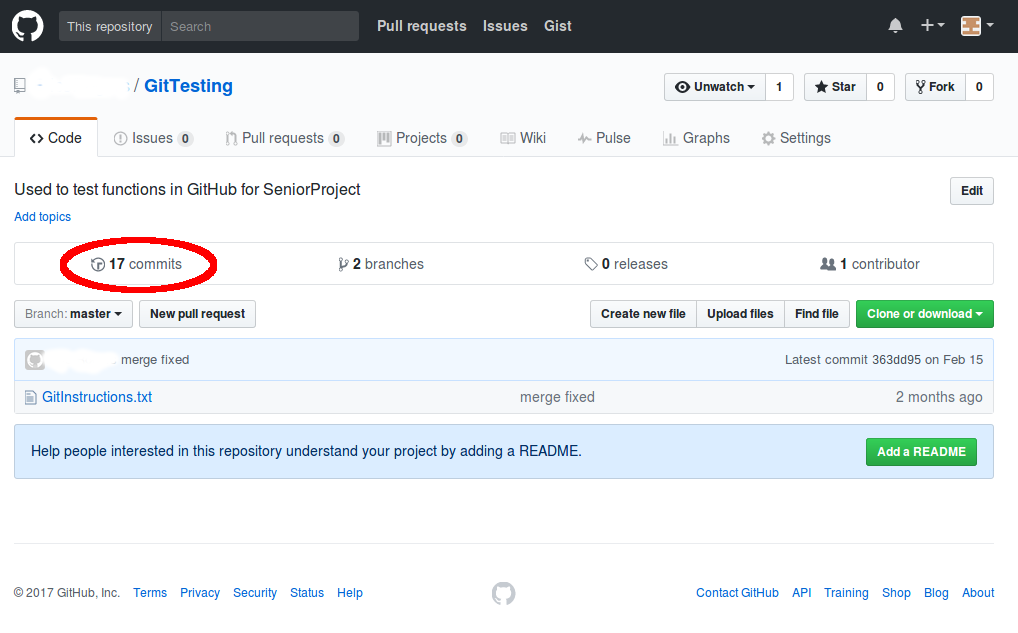 This repository Search Pull requests Issues Gist
/ GitTesting Unwatch 1 Star 0 Fork 0
Code Issues 0 Pull requests 0 Projects 0 Wiki Pulse Graphs Settings
Used to test functions in GitHub for SeniorProject Edit
Add topics
17 commits 2 branches 0 releases 1 contributor
Branch: master New pull request Create new file Upload files Find file Clone or download
merge fixed Latest commit 363dd95 on Feb 15
GitInstructions.txt merge fixed 2 months ago
Help people interested in this repository understand your project by adding a README. Add a README
© 2017 GitHub, Inc. Terms Privacy Security Status Help Contact GitHub API Training Shop Blog About